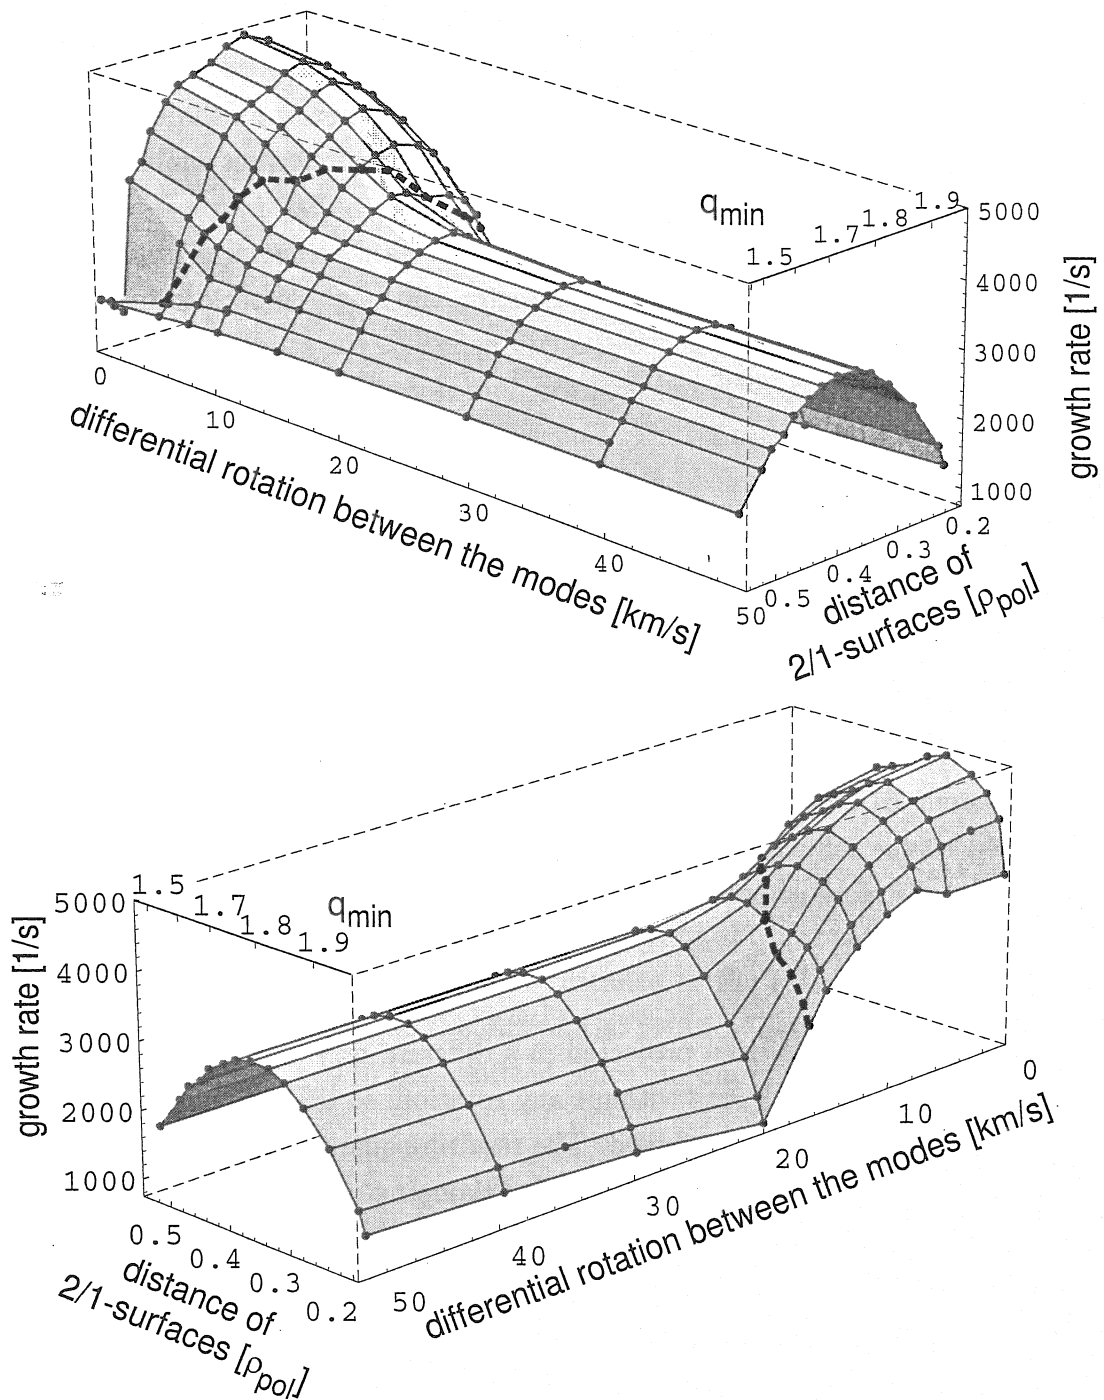 q_min
1.5 1.7 1.8 1.9
5000
4000
3000
2000
1000
growth rate [1/s]
0 10 20 30 40 50
differential rotation between the modes [km/s]
0.5 0.4 0.3 0.2
distance of
2/1-surfaces [ρ_pol]
1.5 1.7 1.8 1.9
q_min
5000
4000
3000
2000
1000
growth rate [1/s]
0.5 0.4 0.3 0.2
distance of
2/1-surfaces [ρ_pol]
50 40 30 20 10 0
differential rotation between the modes [km/s]